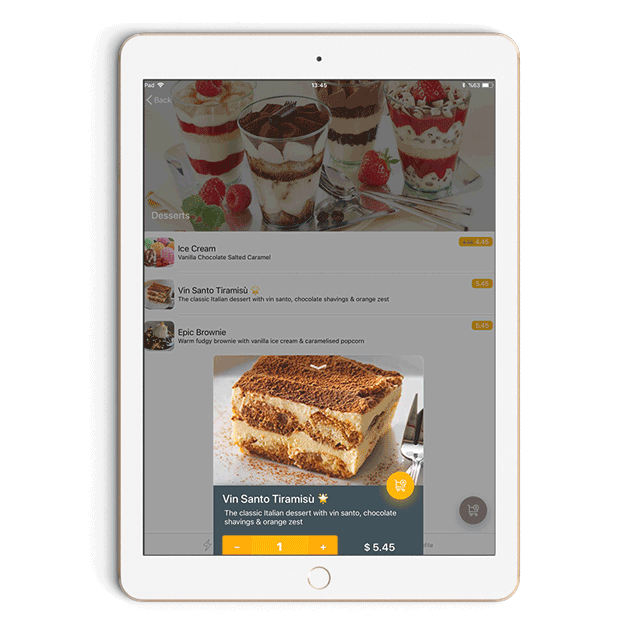 Pad
13:45
%63
Back
Desserts
Ice Cream
4.45
Vanilla Chocolate Salted Caramel
Vin Santo Tiramisù
5.45
The classic Italian dessert with vin santo, chocolate shavings & orange zest
Epic Brownie
5.45
Warm fudgy brownie with vanilla ice cream & caramelised popcorn
Vin Santo Tiramisù
The classic Italian dessert with vin santo, chocolate
shavings & orange zest
− 1 +
$ 5.45